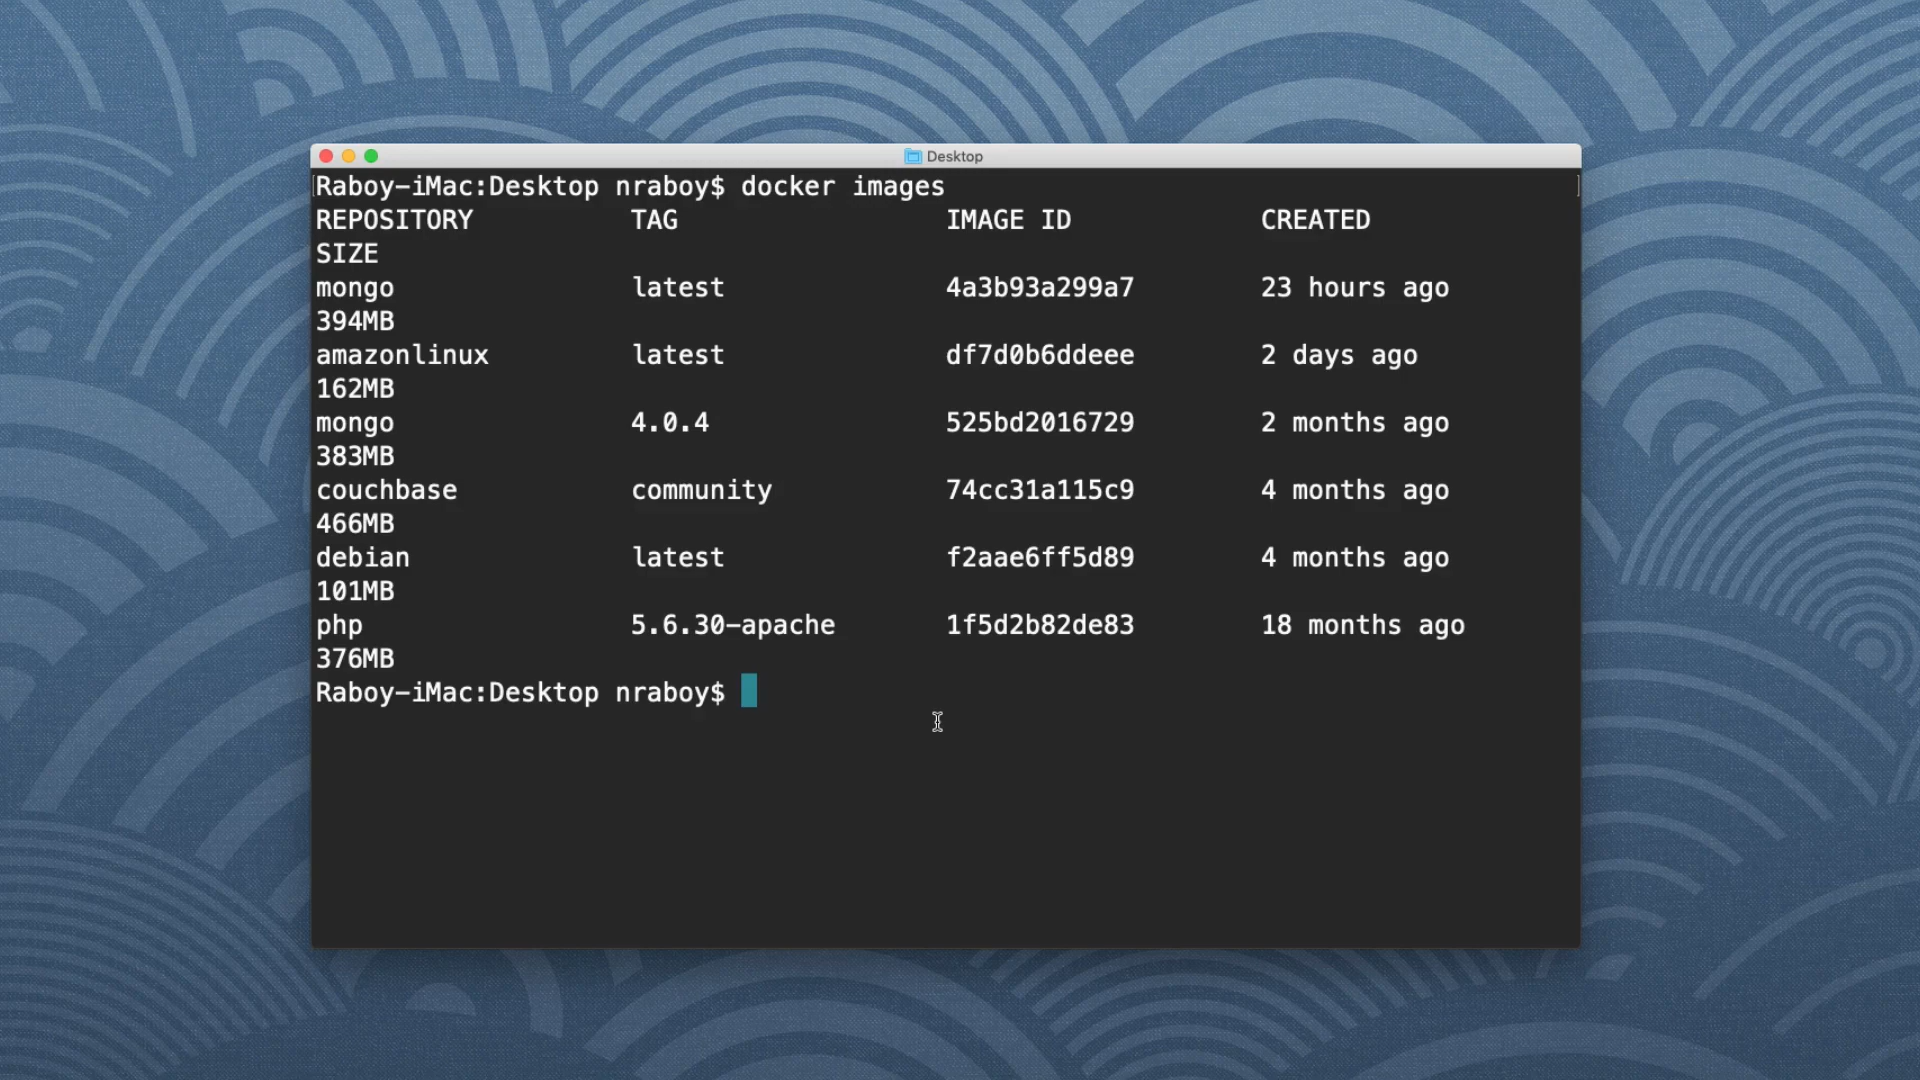 Desktop
Raboy-iMac:Desktop nraboy$ docker images
REPOSITORY TAG IMAGE ID CREATED
SIZE
mongo latest 4a3b93a299a7 23 hours ago
394MB
amazonlinux latest df7d0b6ddeee 2 days ago
162MB
mongo 4.0.4 525bd2016729 2 months ago
383MB
couchbase community 74cc31a115c9 4 months ago
466MB
debian latest f2aae6ff5d89 4 months ago
101MB
php 5.6.30-apache 1f5d2b82de83 18 months ago
376MB
Raboy-iMac:Desktop nraboy$